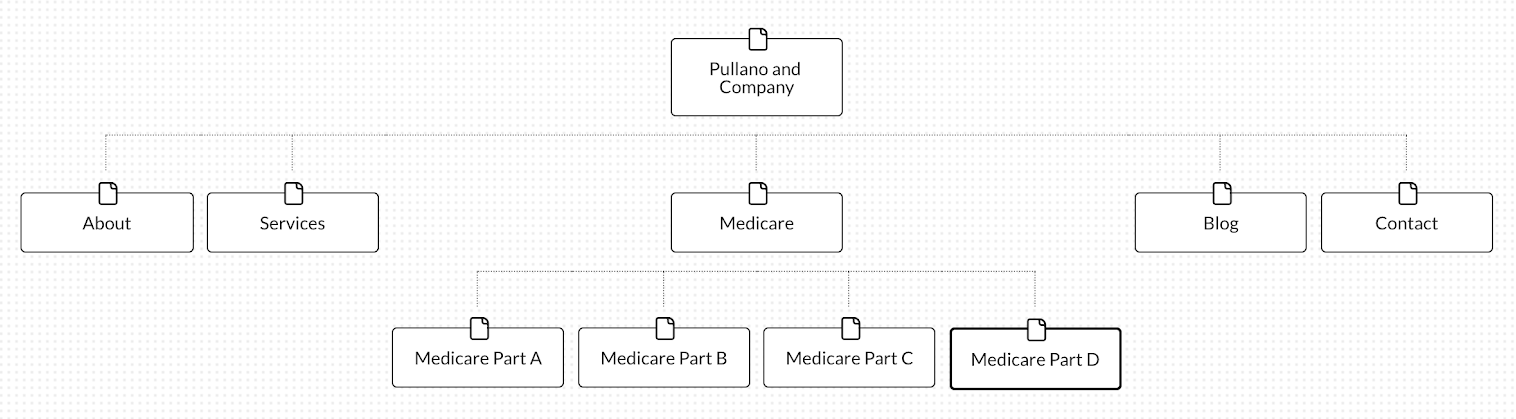 Pullano and
Company
About
Services
Medicare
Blog
Contact
Medicare Part A
Medicare Part B
Medicare Part C
Medicare Part D